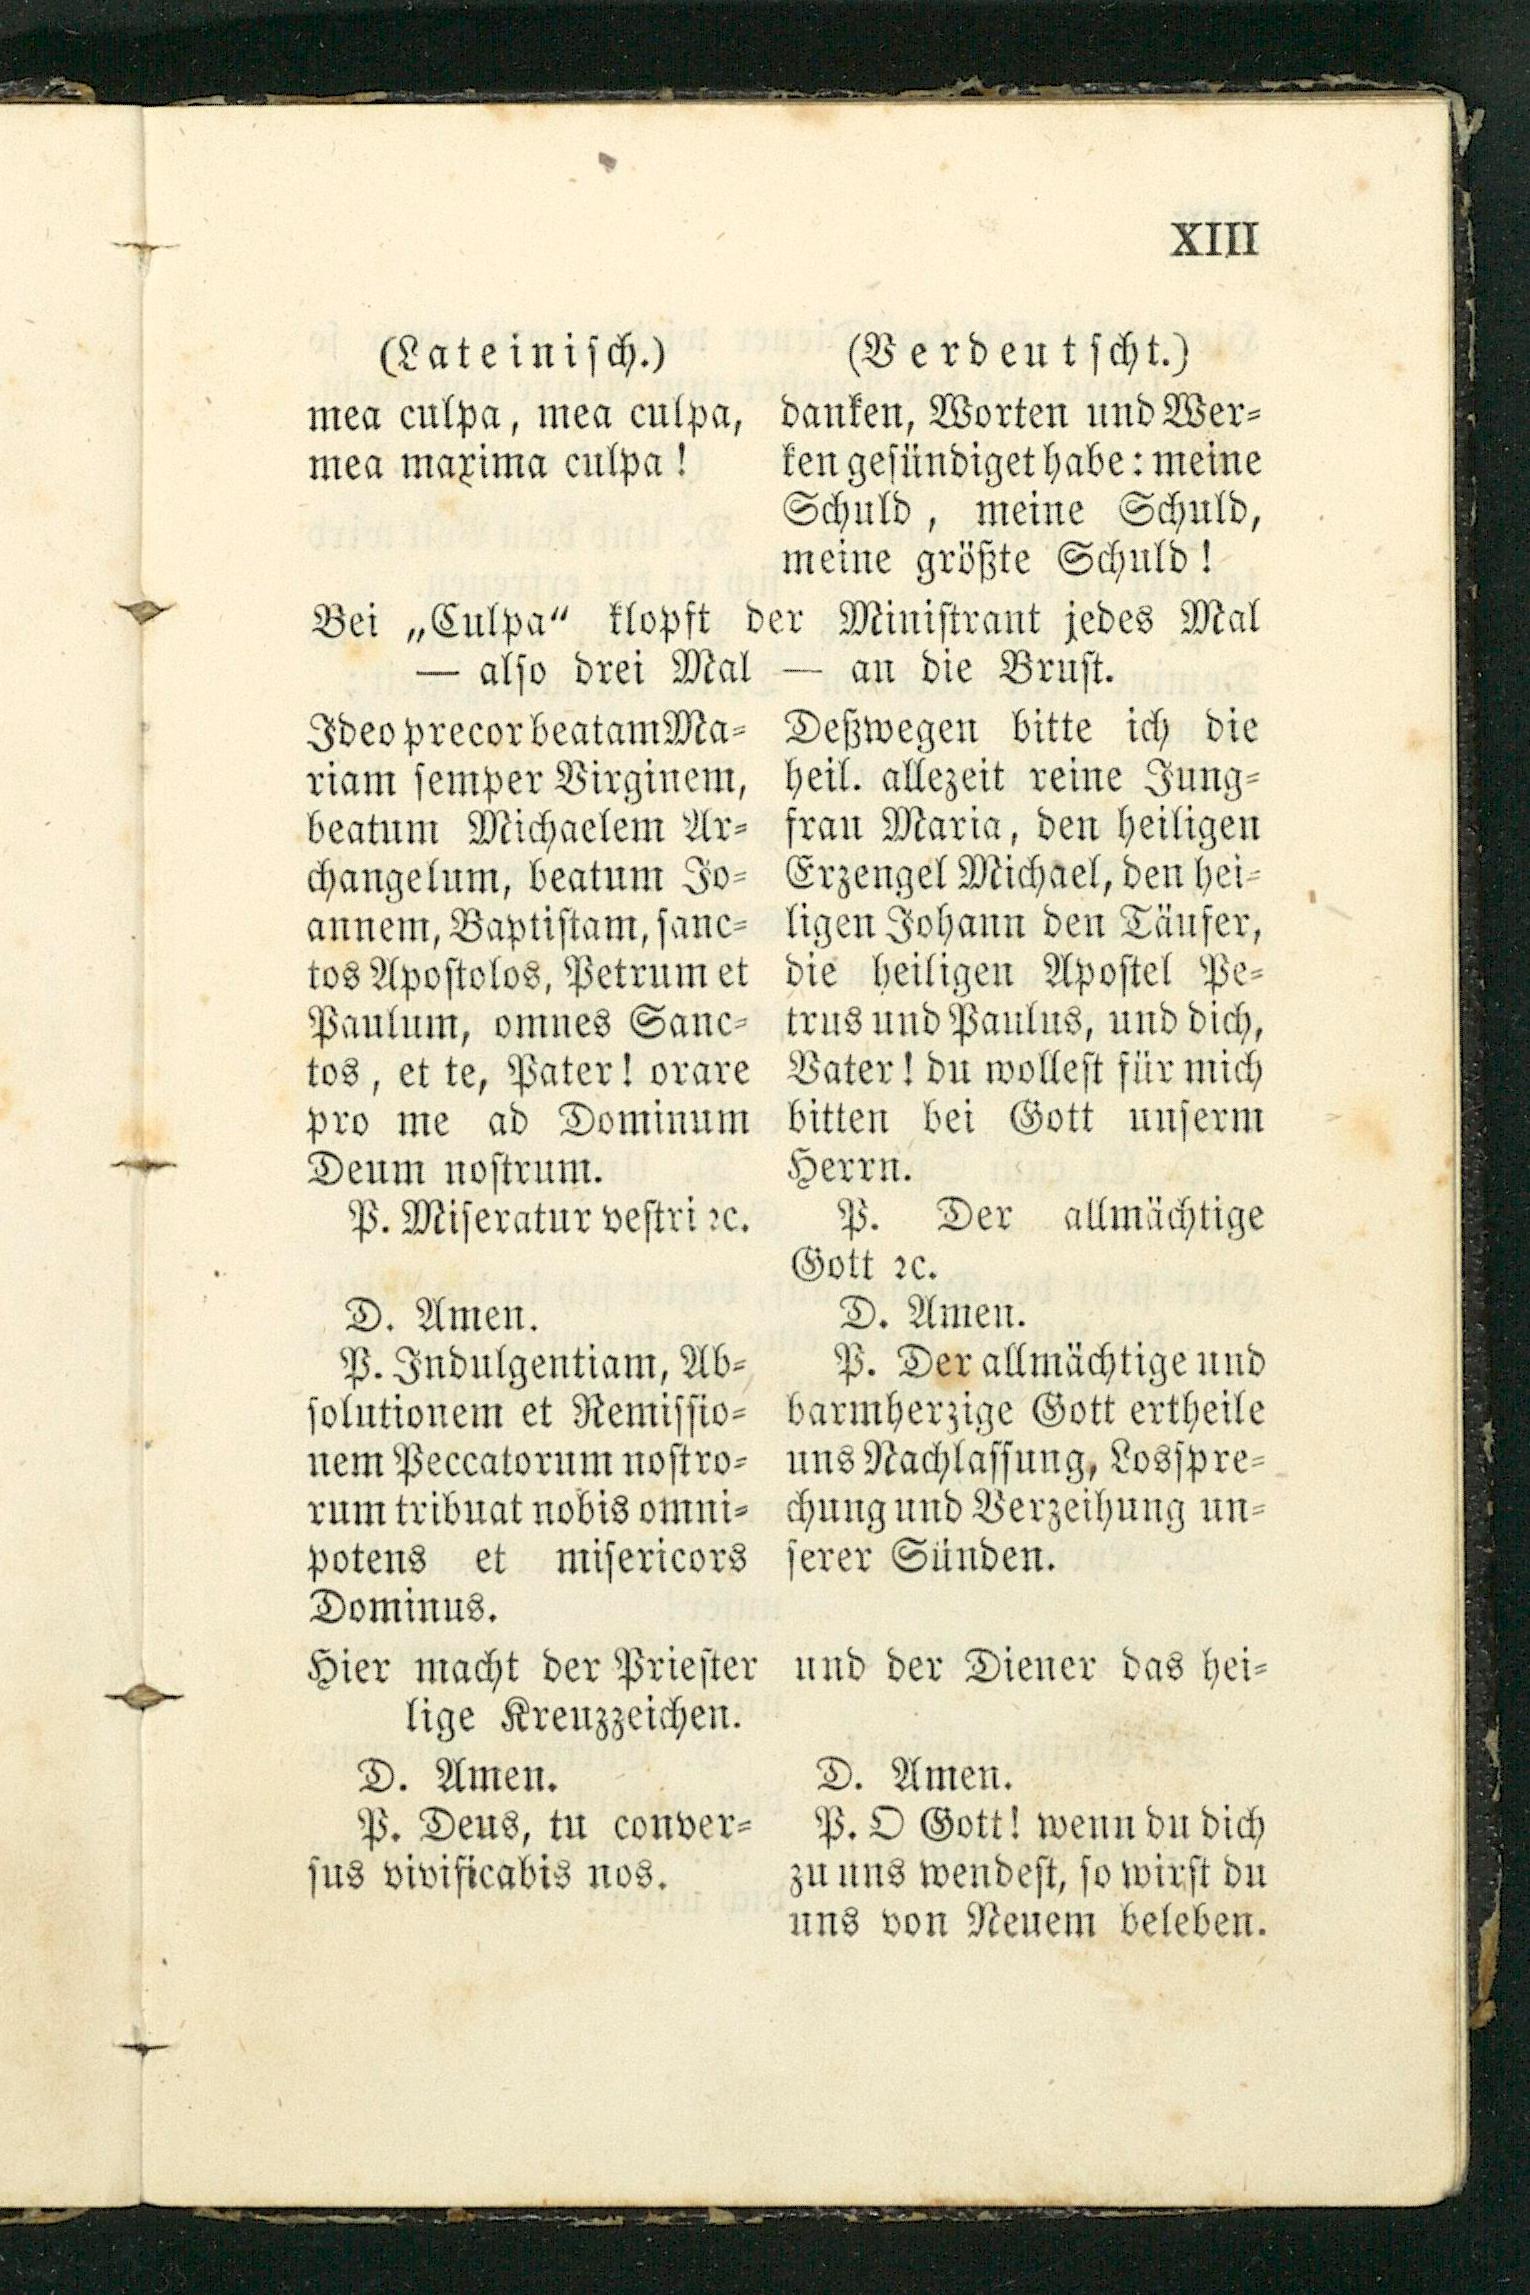 XIII
(Lateinisch.)
mea culpa, mea culpa,
mea maxima culpa!
(Verdeutscht.)
danken, Worten und Wer-
ken gesündiget habe: meine
Schuld, meine Schuld,
meine größte Schuld!
Bei „Culpa“ klopft der Ministrant jedes Mal
— also drei Mal — an die Brust.
Ideo precor beatam Ma-
riam semper Virginem,
beatum Michaelem Ar-
changelum, beatum Jo-
annem, Baptistam, sanc-
tos Apostolos, Petrum et
Paulum, omnes Sanc-
tos, et te, Pater! orare
pro me ad Dominum
Deum nostrum.
P. Miseratur vestri ꝛc.
D. Amen.
P. Indulgentiam, Ab-
solutionem et Remissio-
nem Peccatorum nostro-
rum tribuat nobis omni-
potens et misericors
Dominus.
Deßwegen bitte ich die
heil. allezeit reine Jung-
frau Maria, den heiligen
Erzengel Michael, den hei-
ligen Johann den Täufer,
die heiligen Apostel Pe-
trus und Paulus, und dich,
Vater! du wollest für mich
bitten bei Gott unserm
Herrn.
P. Der allmächtige
Gott ꝛc.
D. Amen.
P. Der allmächtige und
barmherzige Gott ertheile
uns Nachlassung, Losspre-
chung und Verzeihung un-
serer Sünden.
Hier macht der Priester und der Diener das hei-
lige Kreuzzeichen.
D. Amen.
P. Deus, tu conver-
sus vivificabis nos.
D. Amen.
P. O Gott! wenn du dich
zu uns wendest, so wirst du
uns von Neuem beleben.